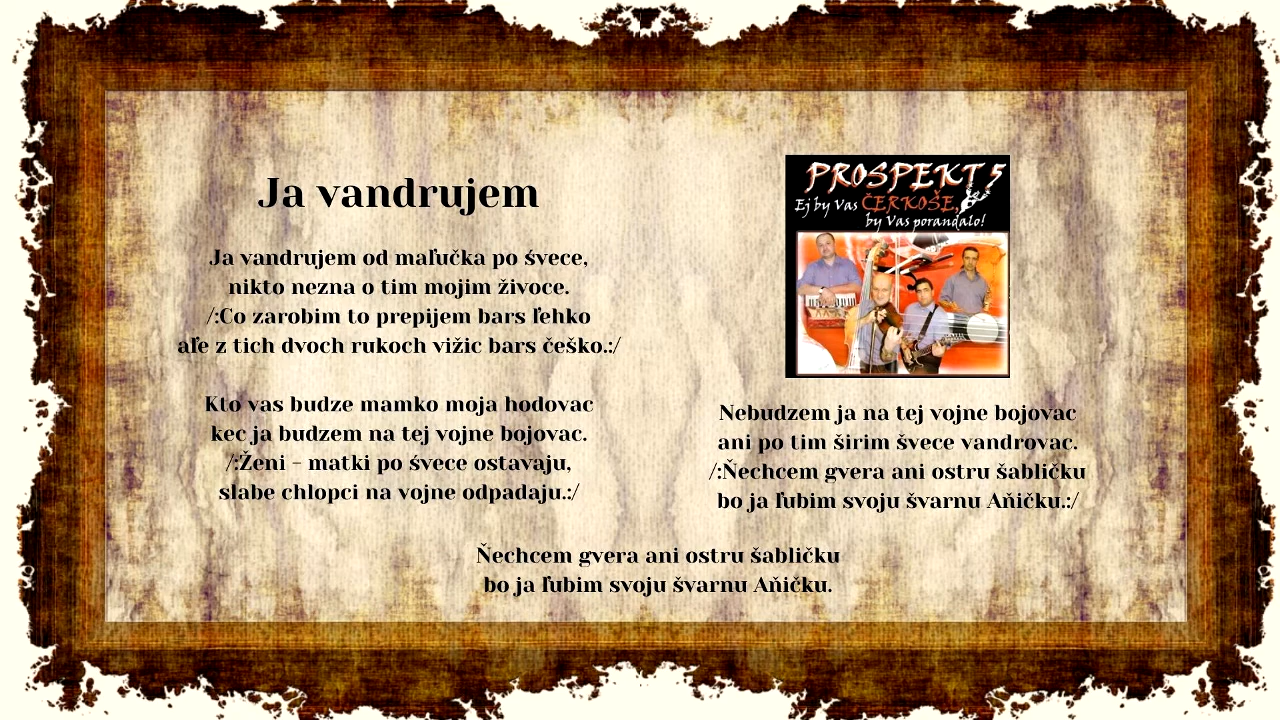 Ja vandrujem
Ja vandrujem od maľučka po śvece,
nikto nezna o tim mojim živoce.
/:Co zarobim to prepijem bars ľehko
aľe z tich dvoch rukoch vižic bars češko.:/
Kto vas budze mamko moja hodovac
kec ja budzem na tej vojne bojovac.
/:Ženi - matki po śvece ostavaju,
slabe chlopci na vojne odpadaju.:/
PROSPEKT 5
Ej by Vas ČERKOŠE,
by Vas porandalo!
Nebudzem ja na tej vojne bojovac
ani po tim širim švece vandrovac.
/:Ňechcem gvera ani ostru šabličku
bo ja ľubim svoju švarnu Aňičku.:/
Ňechcem gvera ani ostru šabličku
bo ja ľubim svoju švarnu Aňičku.